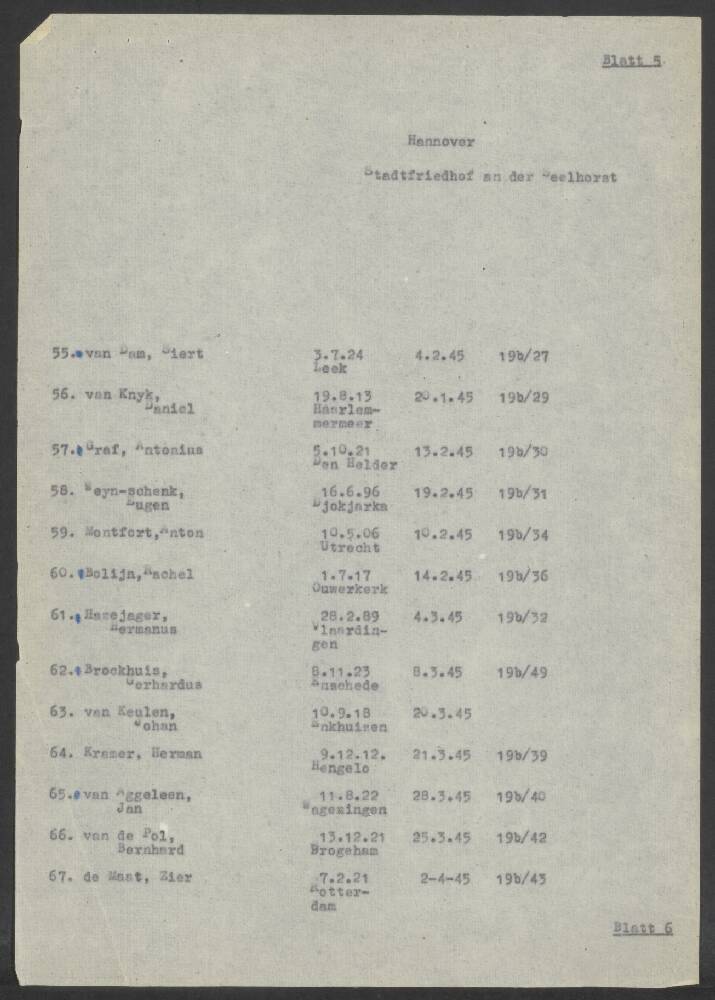 Blatt 5
Hannover
Stadtfriedhof an der Seelhorst
55. van Dam, Siert 3.7.24 4.2.45 19b/27
Leek
56. van Knyk, 19.8.13 20.1.45 19b/29
Daniel Haarlem-
mermeer
57. Graf, Antonius 5.10.21 13.2.45 19b/30
Den Helder
58. Weyn-schenk, 16.6.96 19.2.45 19b/31
Eugen Djokjarka
59. Montfort, Anton 10.5.06 10.2.45 19b/34
Utrecht
60. Bolijn, Rachel 1.7.17 14.2.45 19b/36
Ouwerkerk
61. Hazejager, 28.2.89 4.3.45 19b/32
Hermanus Vlaardin-
gen
62. Brockhuis, 8.11.23 8.3.45 19b/49
Gerhardus Enschede
63. van Keulen, 10.9.18 20.3.45
Johan Enkhuizen
64. Kramer, Herman 9.12.12. 21.3.45 19b/39
Hengelo
65. van Aggeleen, 11.8.22 28.3.45 19b/40
Jan Wageningen
66. van de Pol, 13.12.21 25.3.45 19b/42
Bernhard Brogeham
67. de Maat, Zier 7.2.21 2-4-45 19b/43
Rotter-
dam
Blatt 6